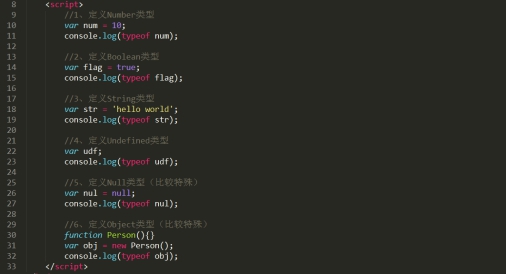 8 <script>
9 //1、定义Number类型
10 var num = 10;
11 console.log(typeof num);
12
13 //2、定义Boolean类型
14 var flag = true;
15 console.log(typeof flag);
16
17 //3、定义String类型
18 var str = 'hello world';
19 console.log(typeof str);
20
21 //4、定义Undefined类型
22 var udf;
23 console.log(typeof udf);
24
25 //5、定义Null类型（比较特殊）
26 var nul = null;
27 console.log(typeof nul);
28
29 //6、定义Object类型（比较特殊）
30 function Person(){}
31 var obj = new Person();
32 console.log(typeof obj);
33 </script>